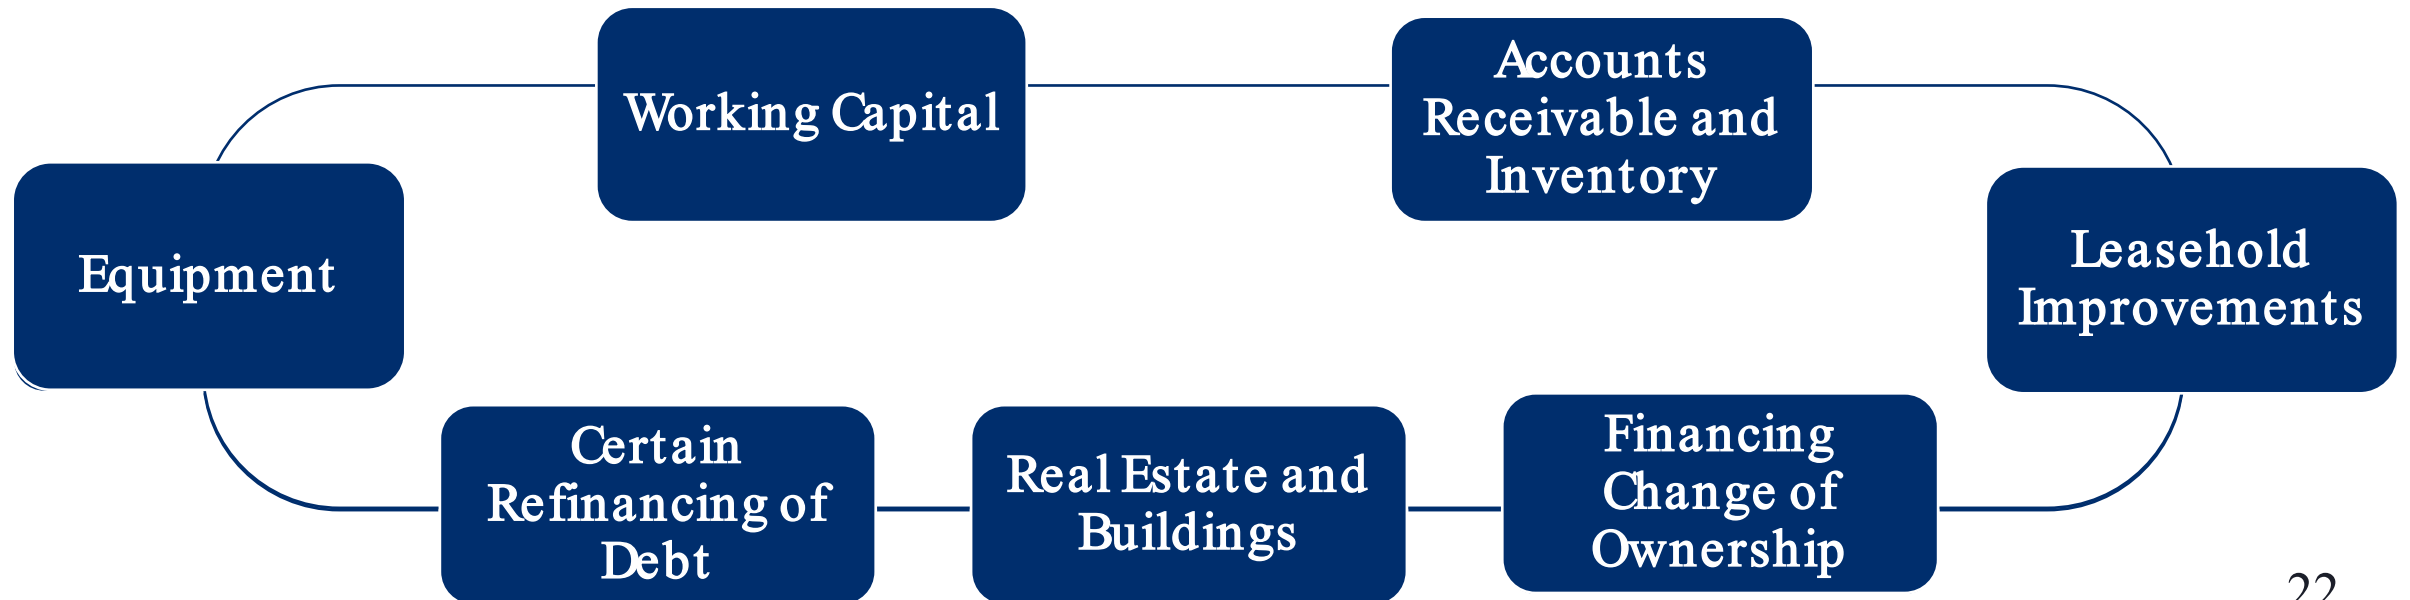 Working Capital
Accounts
Receivable and
Inventory
Equipment
Leasehold
Improvements
Certain
Refinancing of
Debt
Real Estate and
Buildings
Financing
Change of
Ownership
22